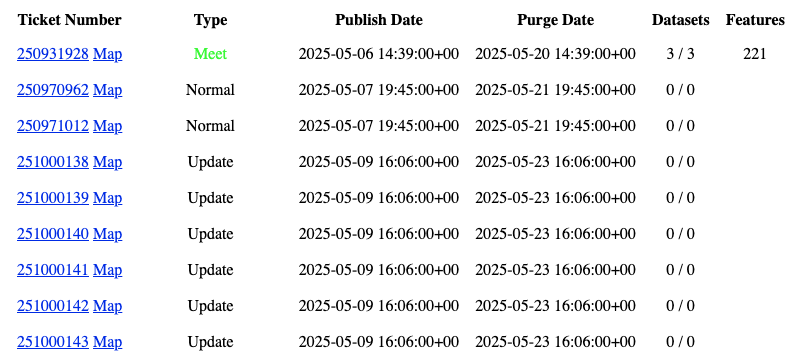 Ticket Number Type Publish Date Purge Date Datasets Features
250931928 Map Meet 2025-05-06 14:39:00+00 2025-05-20 14:39:00+00 3 / 3 221
250970962 Map Normal 2025-05-07 19:45:00+00 2025-05-21 19:45:00+00 0 / 0
250971012 Map Normal 2025-05-07 19:45:00+00 2025-05-21 19:45:00+00 0 / 0
251000138 Map Update 2025-05-09 16:06:00+00 2025-05-23 16:06:00+00 0 / 0
251000139 Map Update 2025-05-09 16:06:00+00 2025-05-23 16:06:00+00 0 / 0
251000140 Map Update 2025-05-09 16:06:00+00 2025-05-23 16:06:00+00 0 / 0
251000141 Map Update 2025-05-09 16:06:00+00 2025-05-23 16:06:00+00 0 / 0
251000142 Map Update 2025-05-09 16:06:00+00 2025-05-23 16:06:00+00 0 / 0
251000143 Map Update 2025-05-09 16:06:00+00 2025-05-23 16:06:00+00 0 / 0